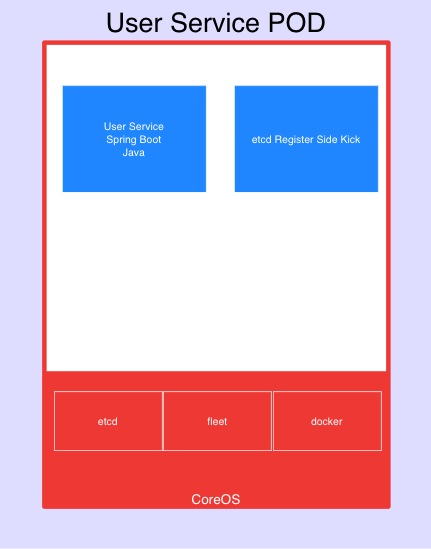 User Service POD
User Service
Spring Boot
Java
etcd Register Side Kick
etcd
fleet
docker
CoreOS